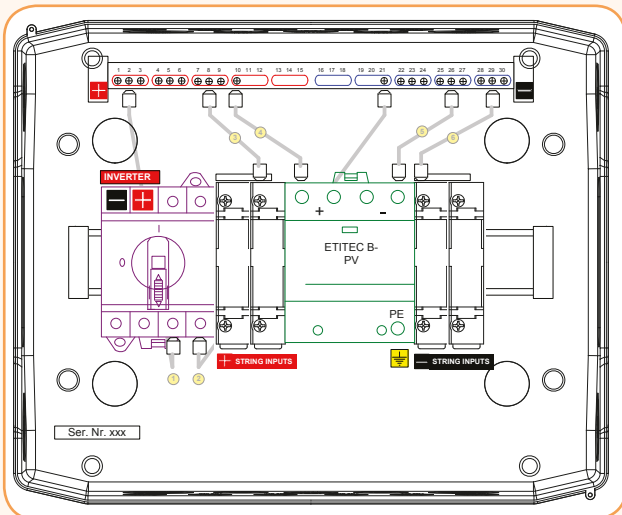 1 2 3 4 5 6 7 8 9 10 11 12 13 14 15 16 17 18 19 20 21 22 23 24 25 26 27 28 29 30
+ −
3 4 5 6
INVERTER
− +
+ -
I
0
ETITEC B-
PV
PE
+ STRING INPUTS
− STRING INPUTS
1 2
Ser. Nr. xxx